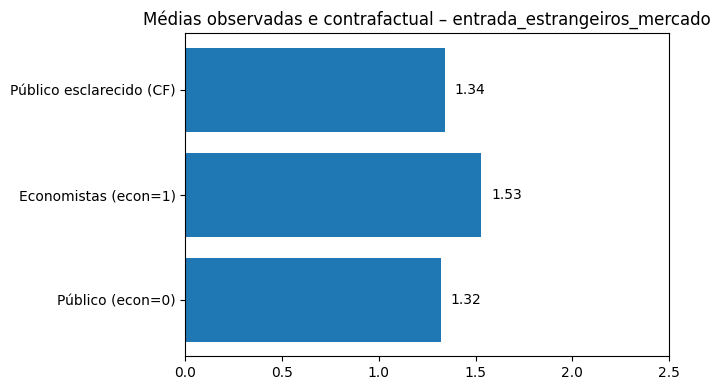 Médias observadas e contrafactual – entrada_estrangeiros_mercado
Público esclarecido (CF)
1.34
Economistas (econ=1)
1.53
Público (econ=0)
1.32
0.0
0.5
1.0
1.5
2.0
2.5